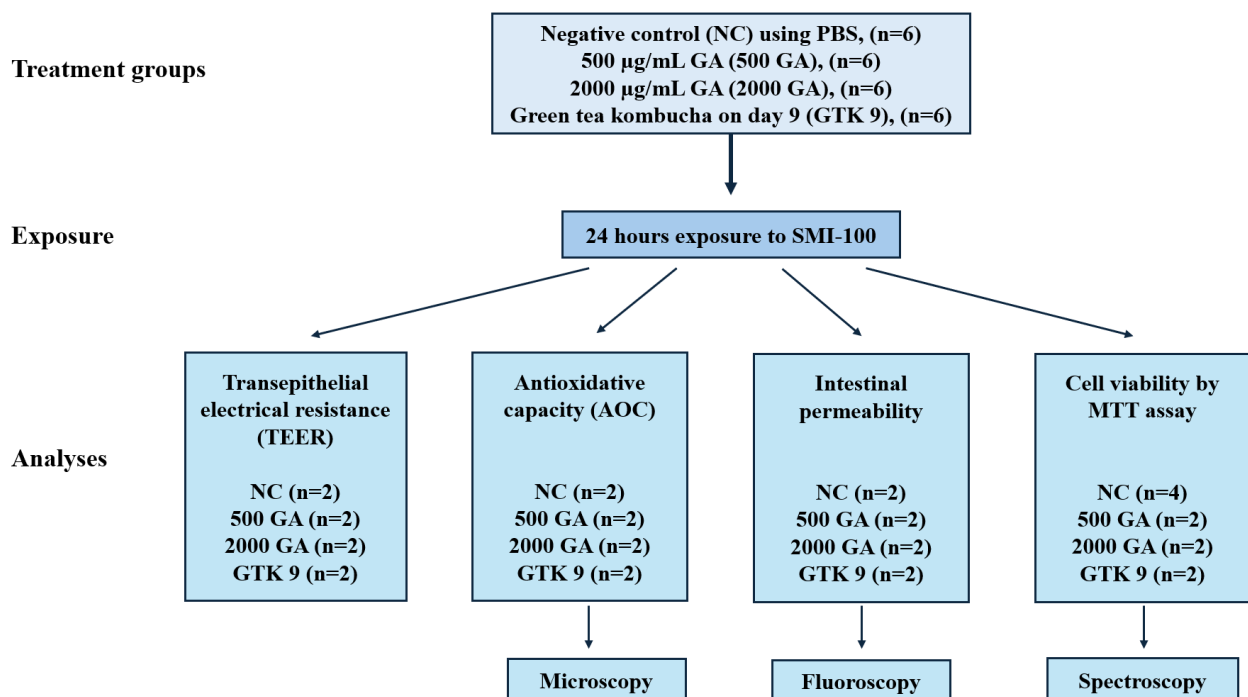 Treatment groups
Negative control (NC) using PBS, (n=6)
500 µg/mL GA (500 GA), (n=6)
2000 µg/mL GA (2000 GA), (n=6)
Green tea kombucha on day 9 (GTK 9), (n=6)
Exposure
24 hours exposure to SMI-100
Analyses
Transepithelial
electrical resistance
(TEER)
NC (n=2)
500 GA (n=2)
2000 GA (n=2)
GTK 9 (n=2)
Antioxidative
capacity (AOC)
NC (n=2)
500 GA (n=2)
2000 GA (n=2)
GTK 9 (n=2)
Intestinal
permeability
NC (n=2)
500 GA (n=2)
2000 GA (n=2)
GTK 9 (n=2)
Cell viability by
MTT assay
NC (n=4)
500 GA (n=2)
2000 GA (n=2)
GTK 9 (n=2)
Microscopy
Fluoroscopy
Spectroscopy